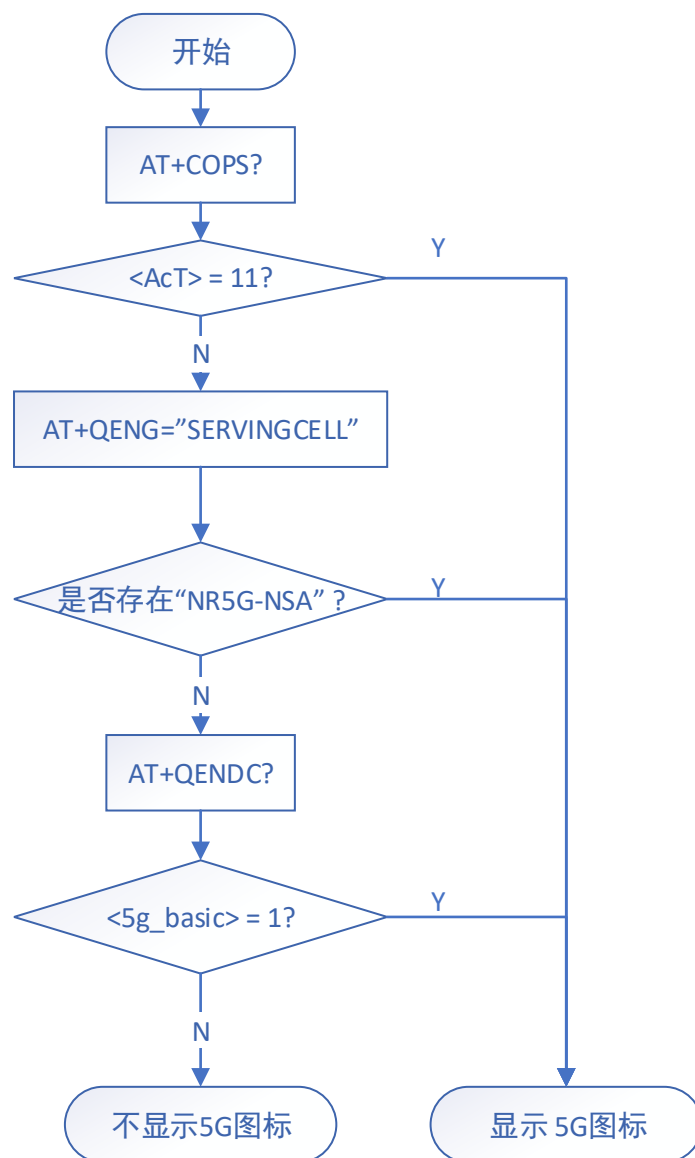 开始
AT+COPS?
<AcT> = 11?
Y
N
AT+QENG=”SERVINGCELL”
是否存在“NR5G-NSA” ?
Y
N
AT+QENDC?
<5g_basic> = 1?
Y
N
不显示5G图标
显示 5G图标